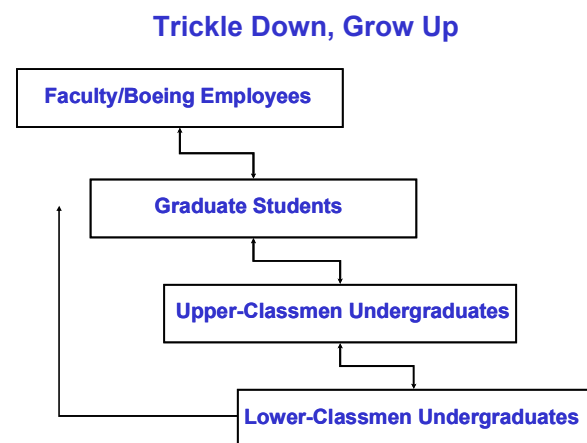 Trickle Down, Grow Up
Faculty/Boeing Employees
Graduate Students
Upper-Classmen Undergraduates
Lower-Classmen Undergraduates